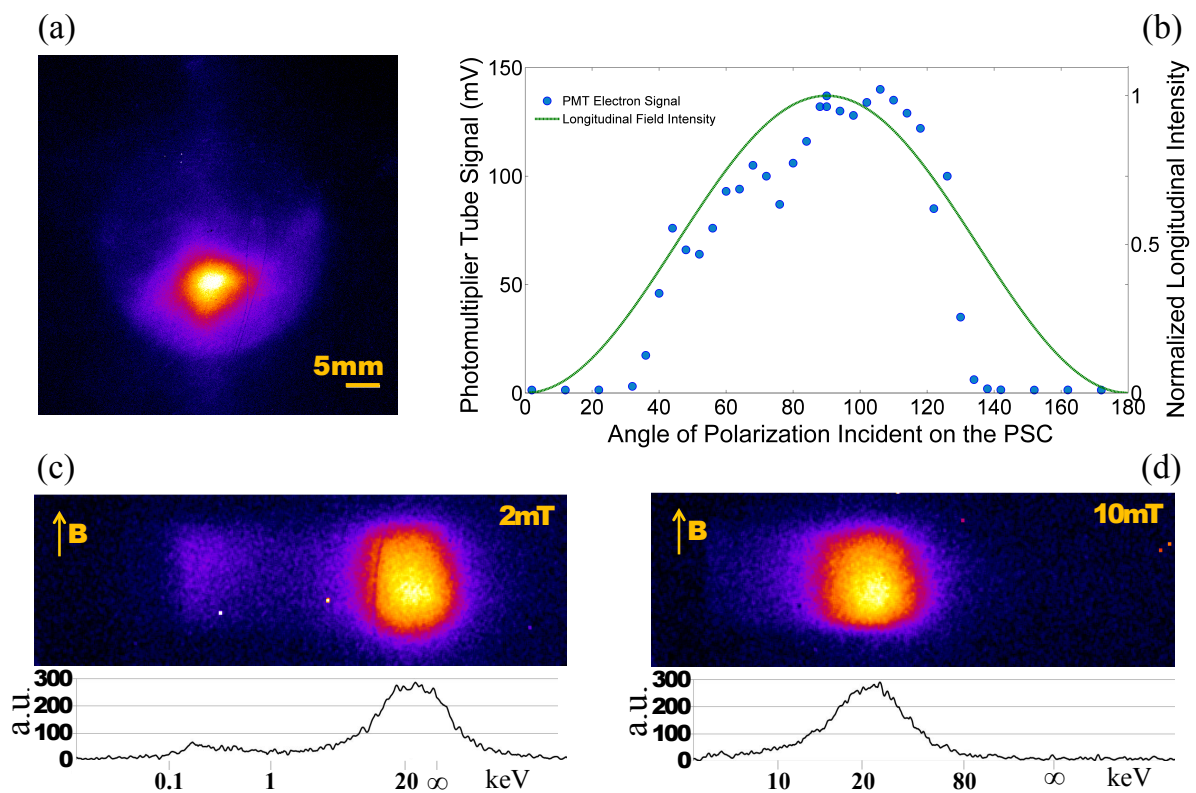 (a)
5mm
(b)
150
100
50
0
Photomultiplier Tube Signal (mV)
PMT Electron Signal
Longitudinal Field Intensity
1
0.5
0
Normalized Longitudinal Intensity
0 20 40 60 80 100 120 140 160 180
Angle of Polarization Incident on the PSC
(c)
B
2mT
300
200
100
0
a.u.
0.1 1 20 ∞ keV
(d)
B
10mT
300
200
100
0
a.u.
10 20 80 ∞ keV